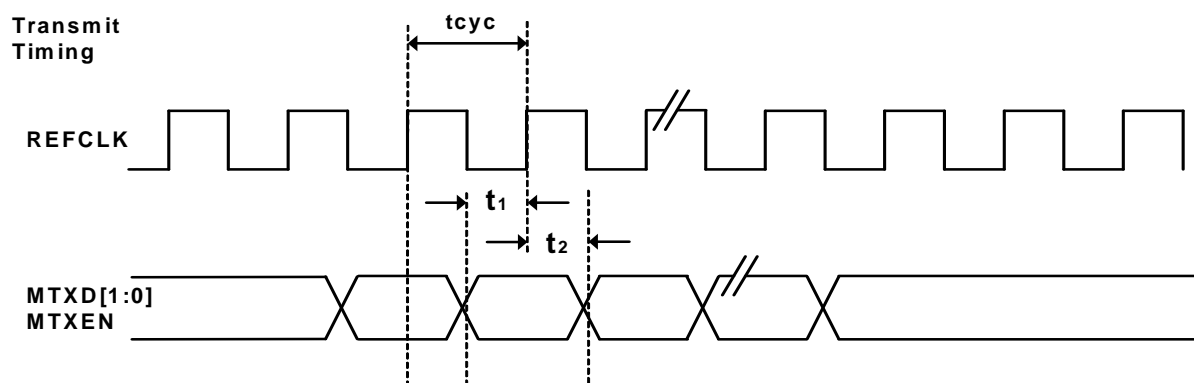 Transmit
Timing
tcyc
REFCLK
t1
t2
MTXD[1:0]
MTXEN